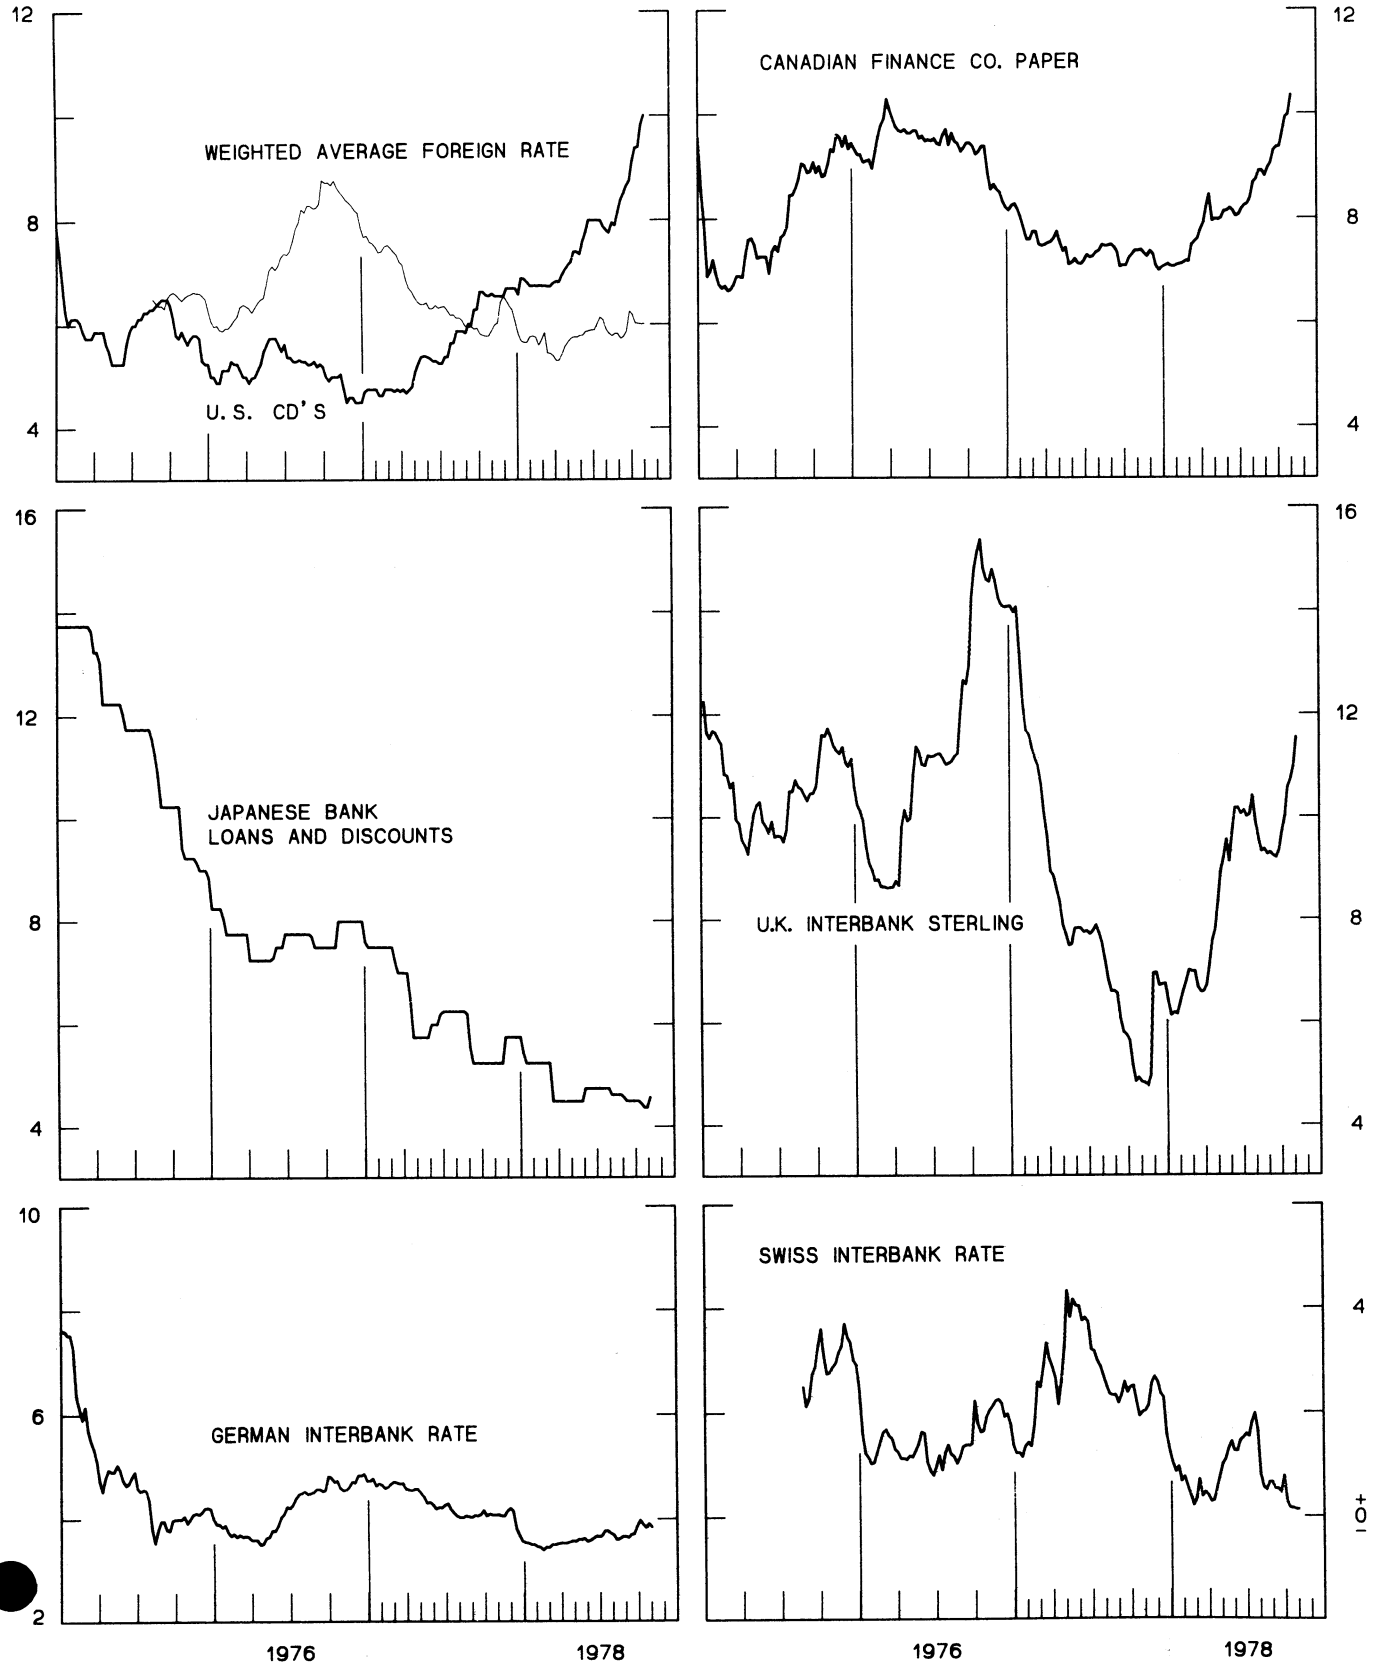 12
8
4
WEIGHTED AVERAGE FOREIGN RATE
U.S. CD'S
CANADIAN FINANCE CO. PAPER
12
8
4
16
12
8
4
JAPANESE BANK
LOANS AND DISCOUNTS
U.K. INTERBANK STERLING
16
12
8
4
10
6
2
GERMAN INTERBANK RATE
SWISS INTERBANK RATE
4
+
0
−
1976 1978
1976 1978